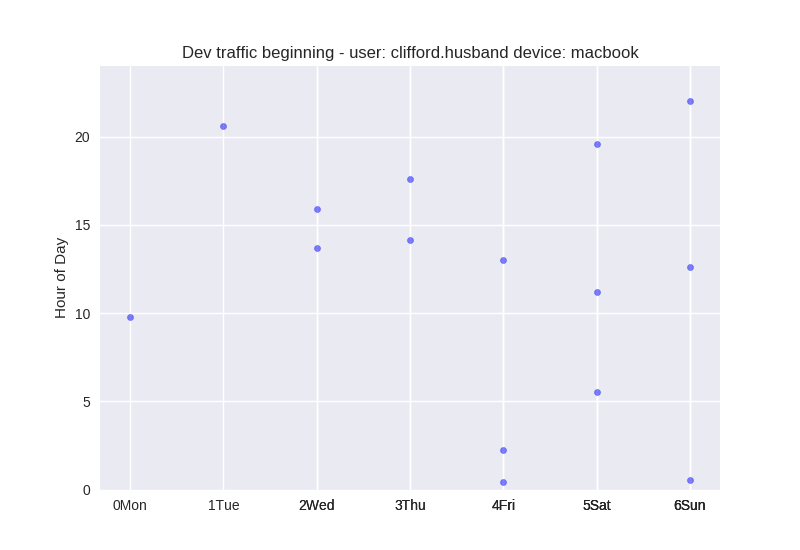 Dev traffic beginning - user: clifford.husband device: macbook
Hour of Day
20
15
10
5
0
0Mon 1Tue 2Wed 3Thu 4Fri 5Sat 6Sun